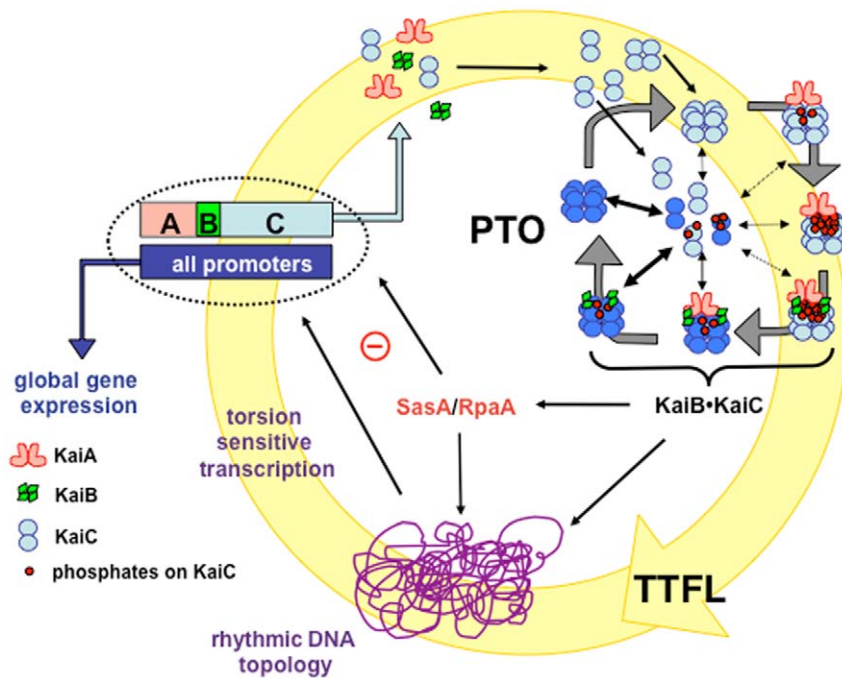 A B C
all promoters
PTO
global gene
expression
SasA/RpaA
KaiB•KaiC
torsion
sensitive
transcription
KaiA
KaiB
KaiC
phosphates on KaiC
TTFL
rhythmic DNA
topology